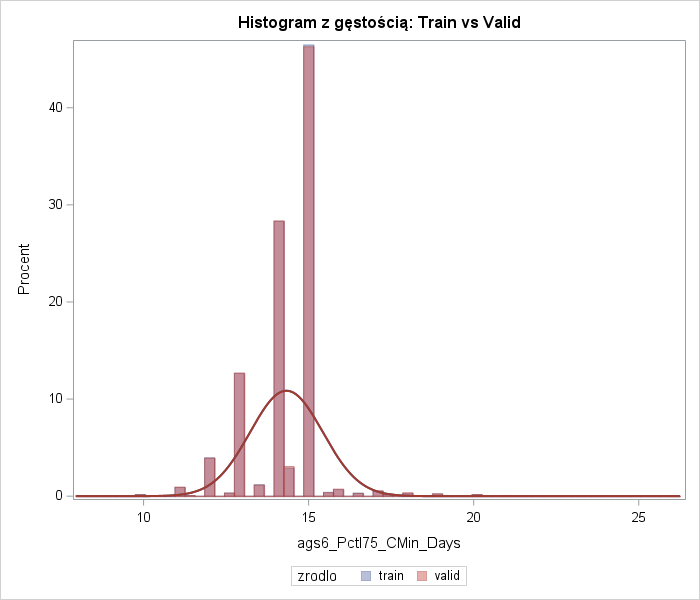 Histogram z gęstością: Train vs Valid
Procent
40
30
20
10
0
10 15 20 25
ags6_Pctl75_CMin_Days
zrodlo train valid